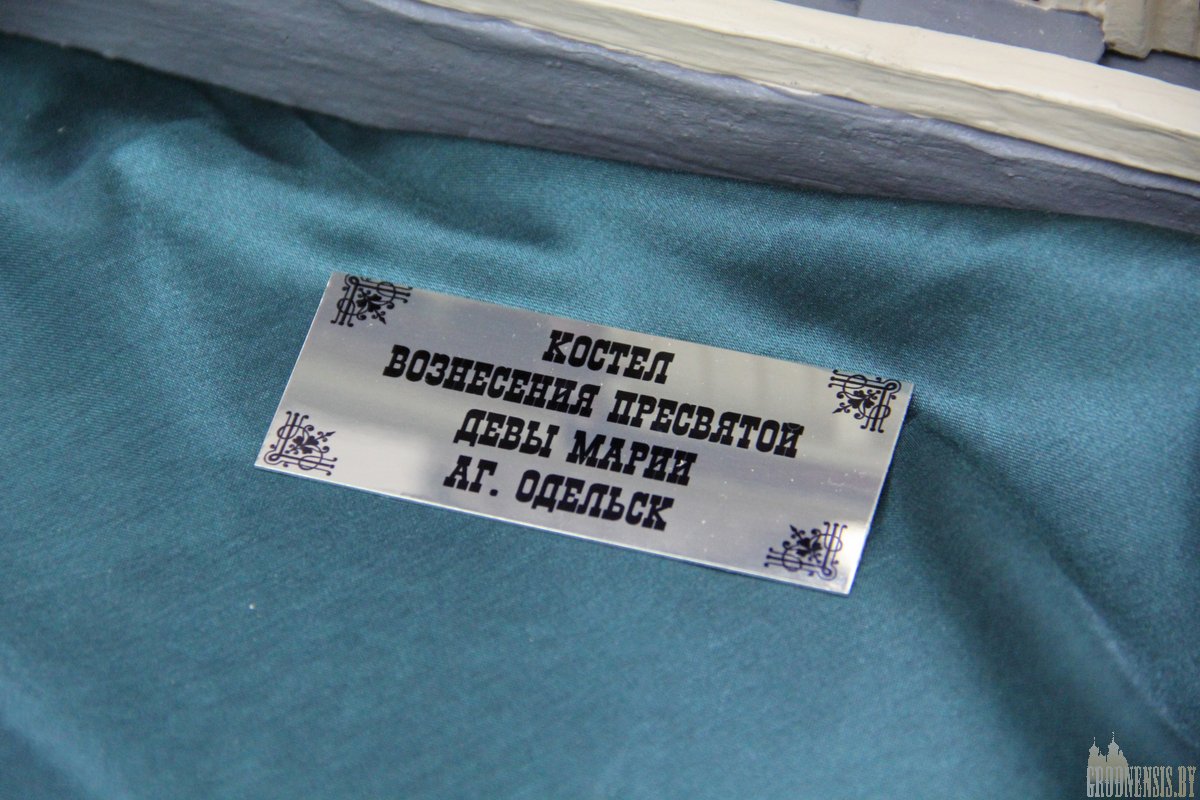 КОСТЕЛ
ВОЗНЕСЕНИЯ ПРЕСВЯТОЙ
ДЕВЫ МАРИИ
АГ. ОДЕЛЬСК
GRODNENSIS.BY